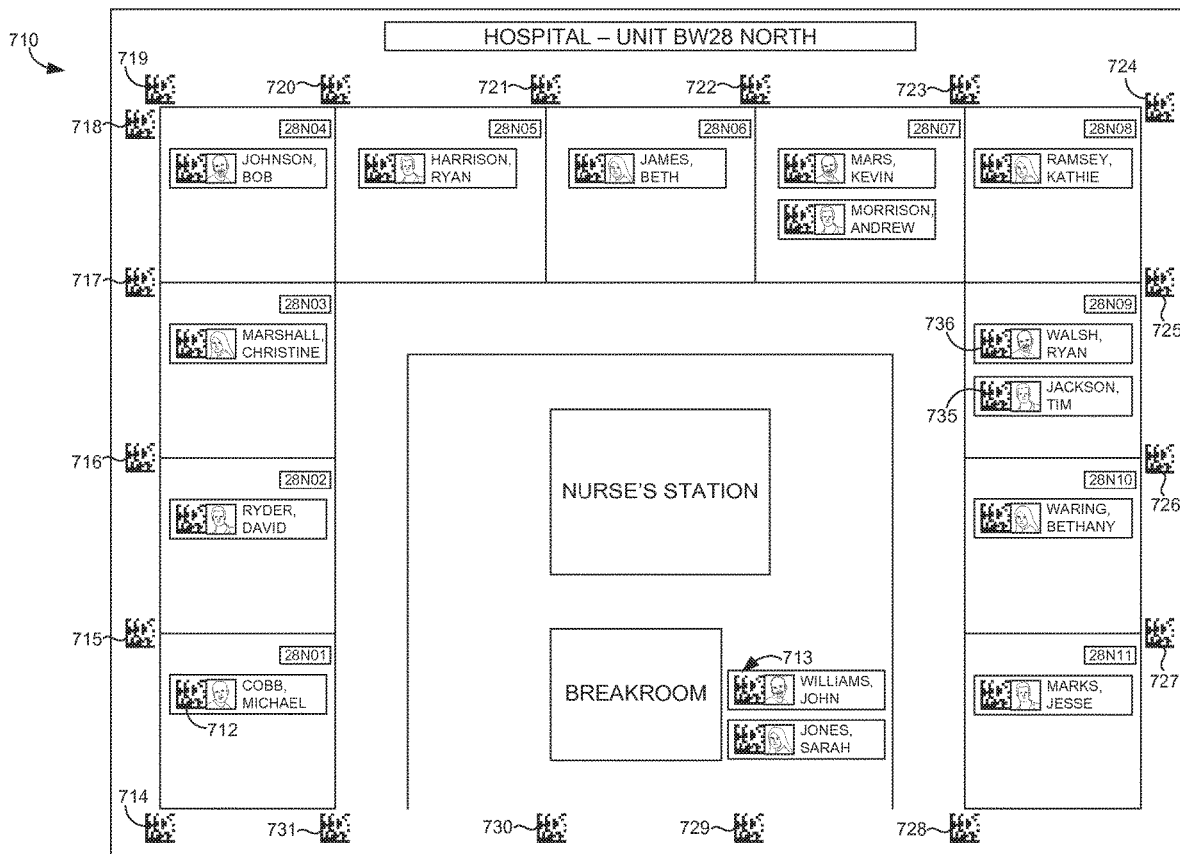 HOSPITAL – UNIT BW28 NORTH
710
719
720
721
722
723
724
718
28N04
28N05
28N06
28N07
28N08
JOHNSON,
BOB
HARRISON,
RYAN
JAMES,
BETH
MARS,
KEVIN
RAMSEY,
KATHIE
MORRISON,
ANDREW
717
28N03
28N09
725
MARSHALL,
CHRISTINE
736
WALSH,
RYAN
735
JACKSON,
TIM
716
28N02
28N10
726
NURSE'S STATION
RYDER,
DAVID
WARING,
BETHANY
715
28N01
28N11
727
713
COBB,
MICHAEL
712
BREAKROOM
WILLIAMS,
JOHN
JONES,
SARAH
MARKS,
JESSE
714
731
730
729
728